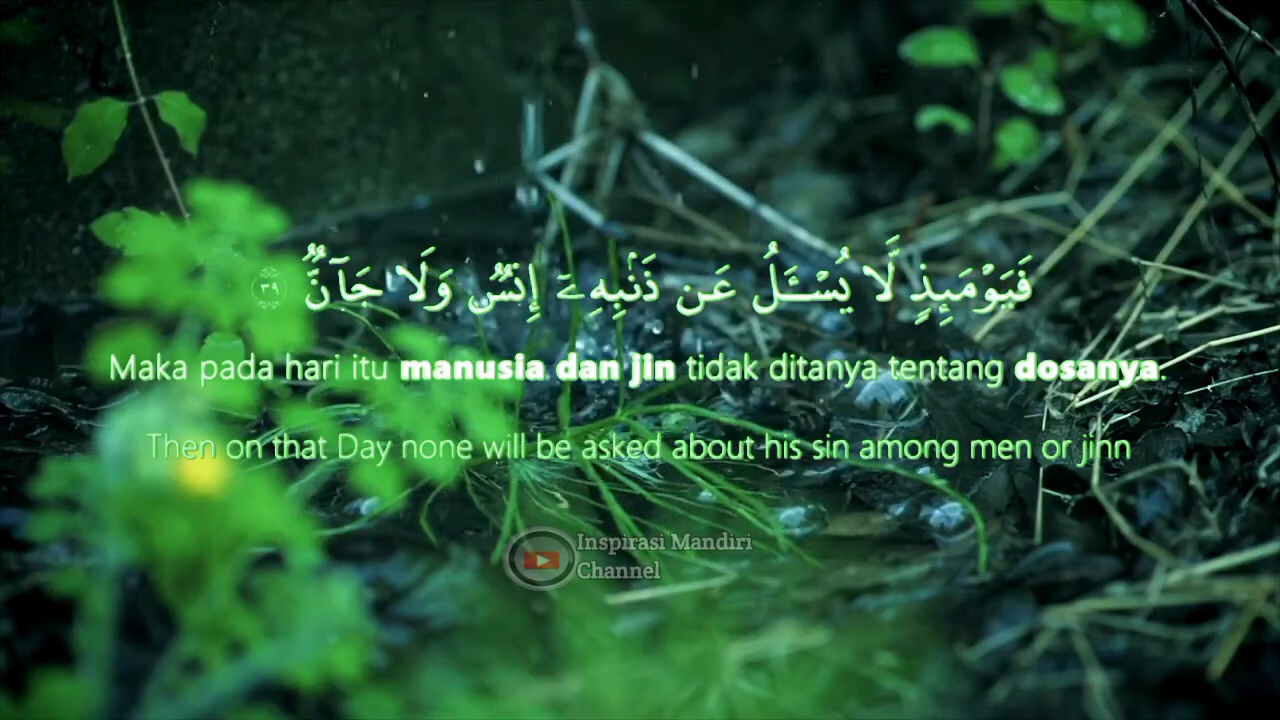 فَيَوْمَئِذٍ لَّا يُسْـَٔلُ عَن ذَنۢبِهِۦٓ إِنسٌ وَلَا جَآنٌّ ٣٩
Maka pada hari itu manusia dan jin tidak ditanya tentang dosanya.
Then on that Day none will be asked about his sin among men or jinn
Inspirasi Mandiri
Channel